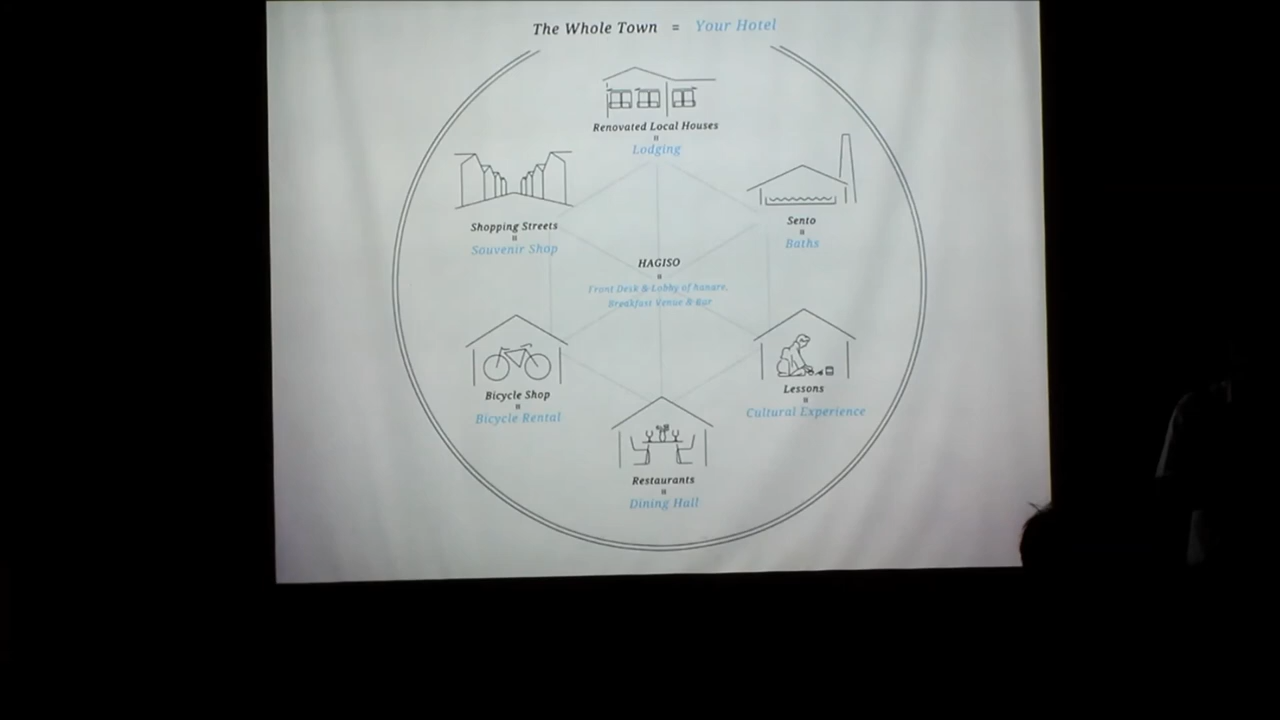 The Whole Town = Your Hotel
Renovated Local Houses
=
Lodging
Shopping Streets
=
Souvenir Shop
Sento
=
Baths
HAGISO
=
Front Desk & Lobby of hanare,
Breakfast Venue & Bar
Bicycle Shop
=
Bicycle Rental
Lessons
=
Cultural Experience
Restaurants
=
Dining Hall